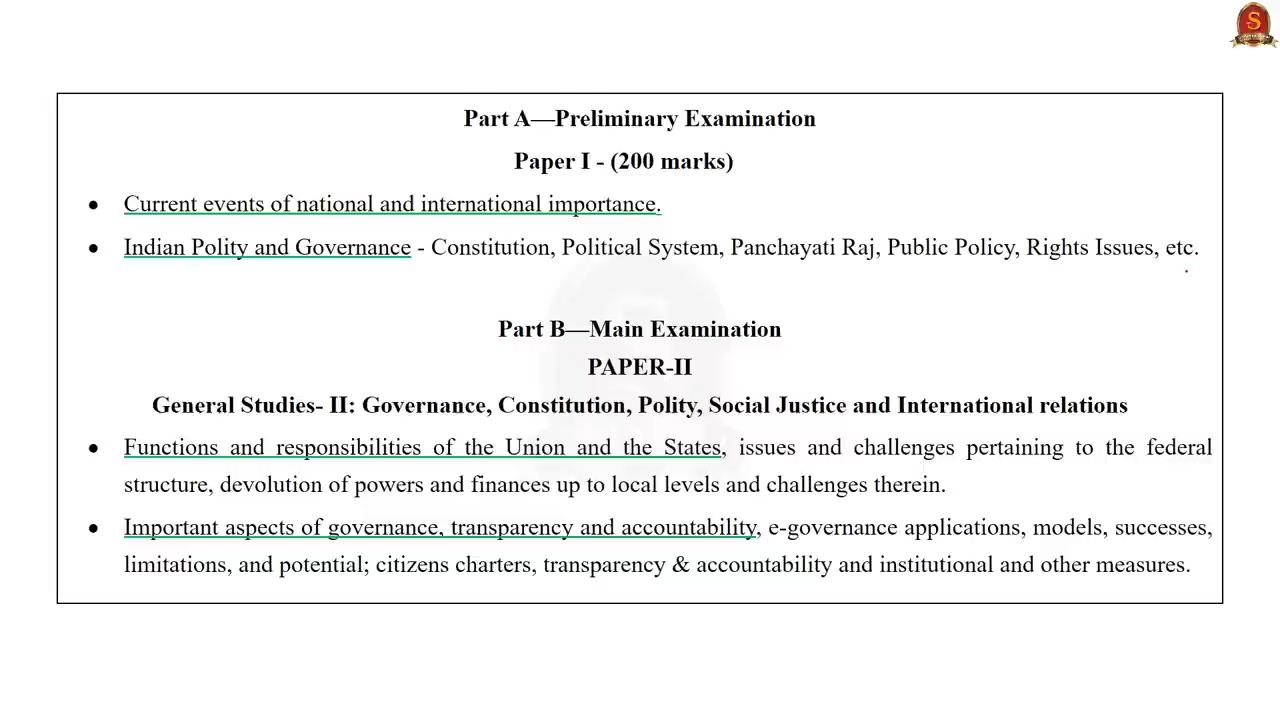 S
Part A—Preliminary Examination
Paper I - (200 marks)
• Current events of national and international importance.
• Indian Polity and Governance - Constitution, Political System, Panchayati Raj, Public Policy, Rights Issues, etc.
Part B—Main Examination
PAPER-II
General Studies- II: Governance, Constitution, Polity, Social Justice and International relations
• Functions and responsibilities of the Union and the States, issues and challenges pertaining to the federal
structure, devolution of powers and finances up to local levels and challenges therein.
• Important aspects of governance, transparency and accountability, e-governance applications, models, successes,
limitations, and potential; citizens charters, transparency & accountability and institutional and other measures.